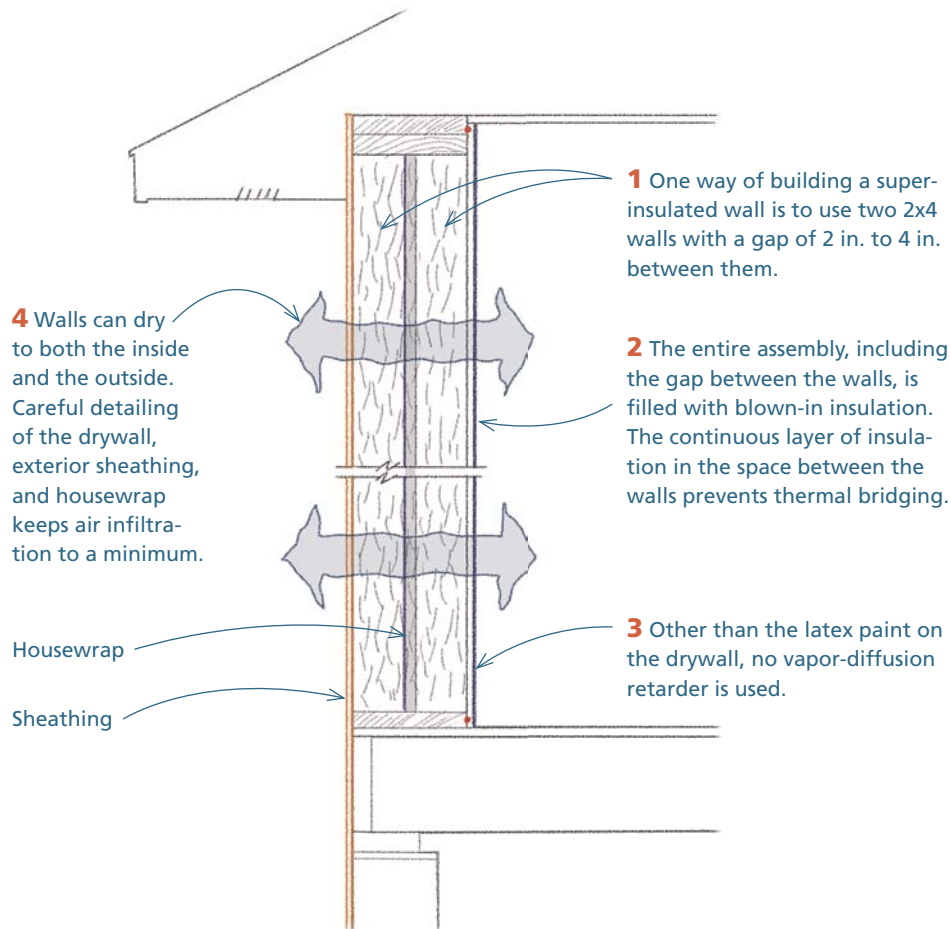 1 One way of building a super-
insulated wall is to use two 2x4
walls with a gap of 2 in. to 4 in.
between them.
2 The entire assembly, including
the gap between the walls, is
filled with blown-in insulation.
The continuous layer of insula-
tion in the space between the
walls prevents thermal bridging.
3 Other than the latex paint on
the drywall, no vapor-diffusion
retarder is used.
4 Walls can dry
to both the inside
and the outside.
Careful detailing
of the drywall,
exterior sheathing,
and housewrap
keeps air infiltra-
tion to a minimum.
Housewrap
Sheathing